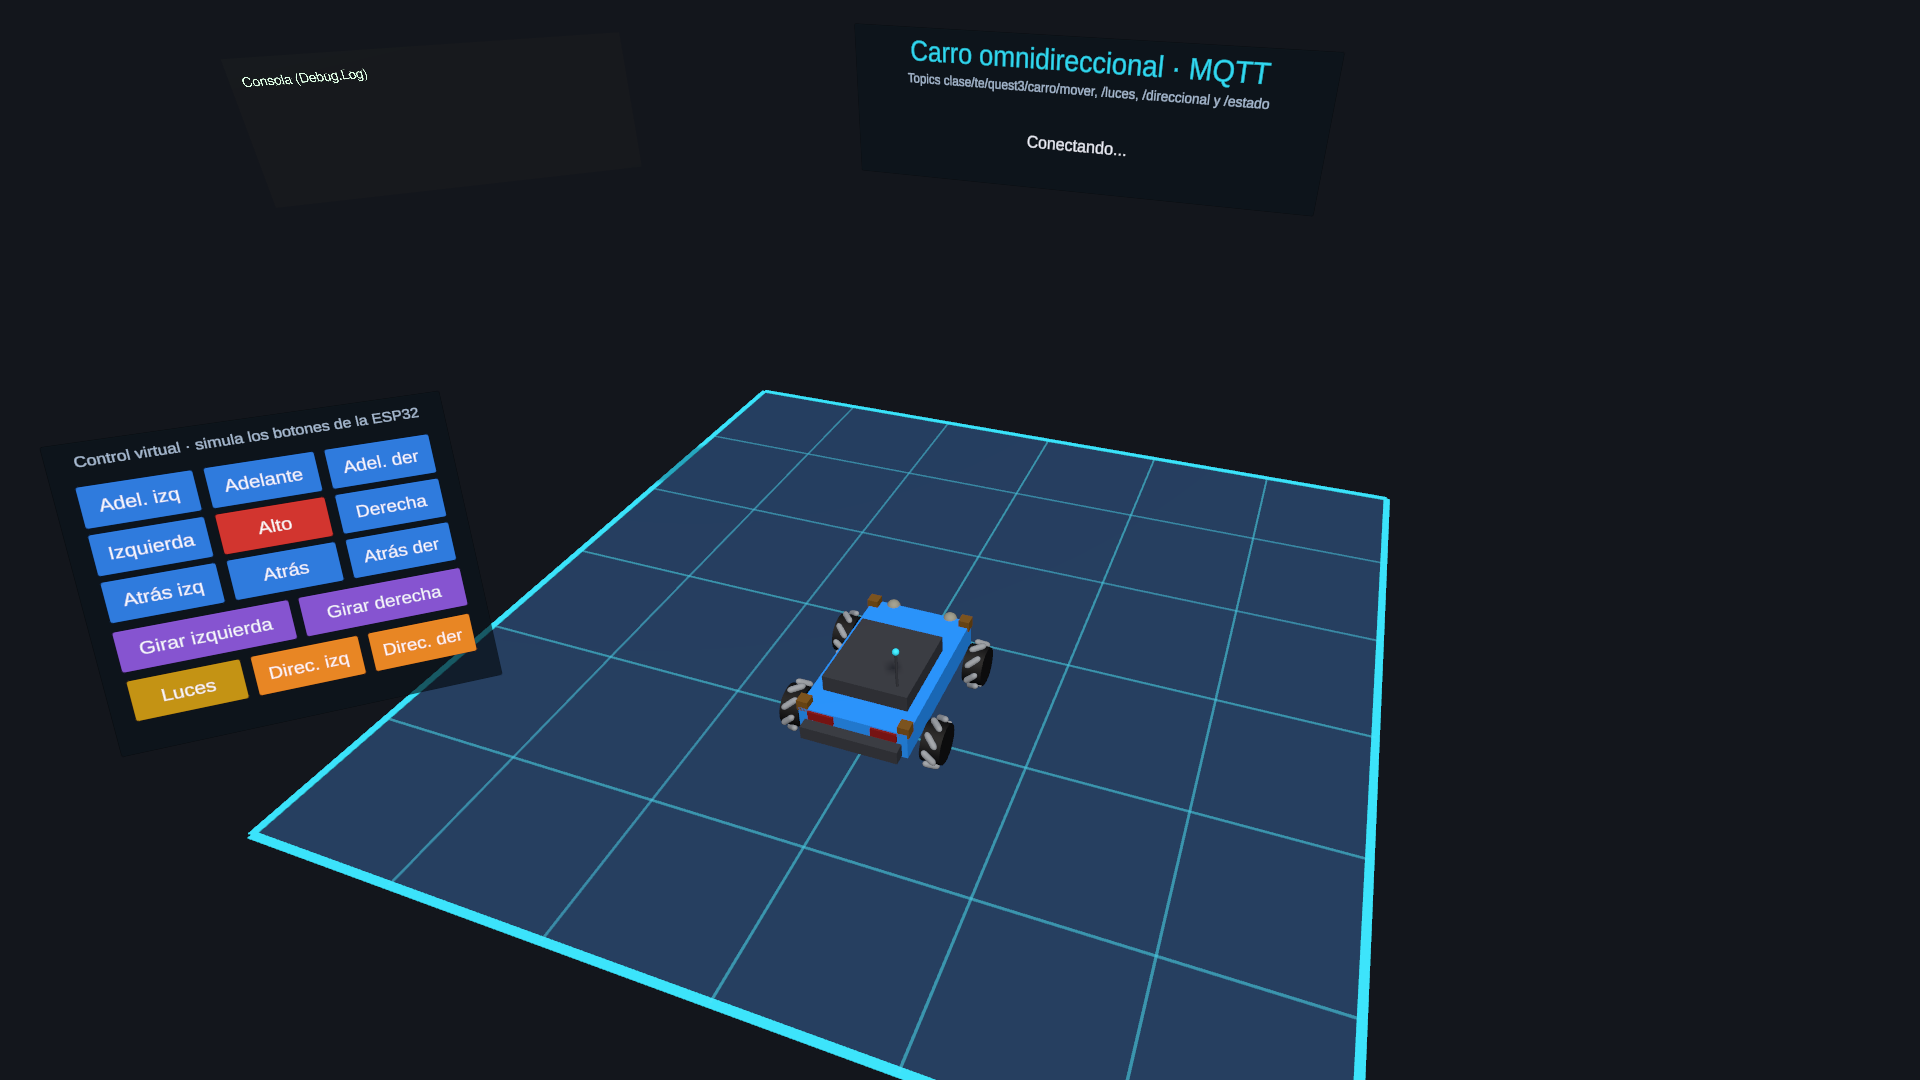 Consola (Debug.Log)
Carro omnidireccional · MQTT
Topics clase/te/quest3/carro/mover, /luces, /direccional y /estado
Conectando...
Control virtual · simula los botones de la ESP32
Adel. izq
Adelante
Adel. der
Izquierda
Alto
Derecha
Atrás izq
Atrás
Atrás der
Girar izquierda
Girar derecha
Luces
Direc. izq
Direc. der